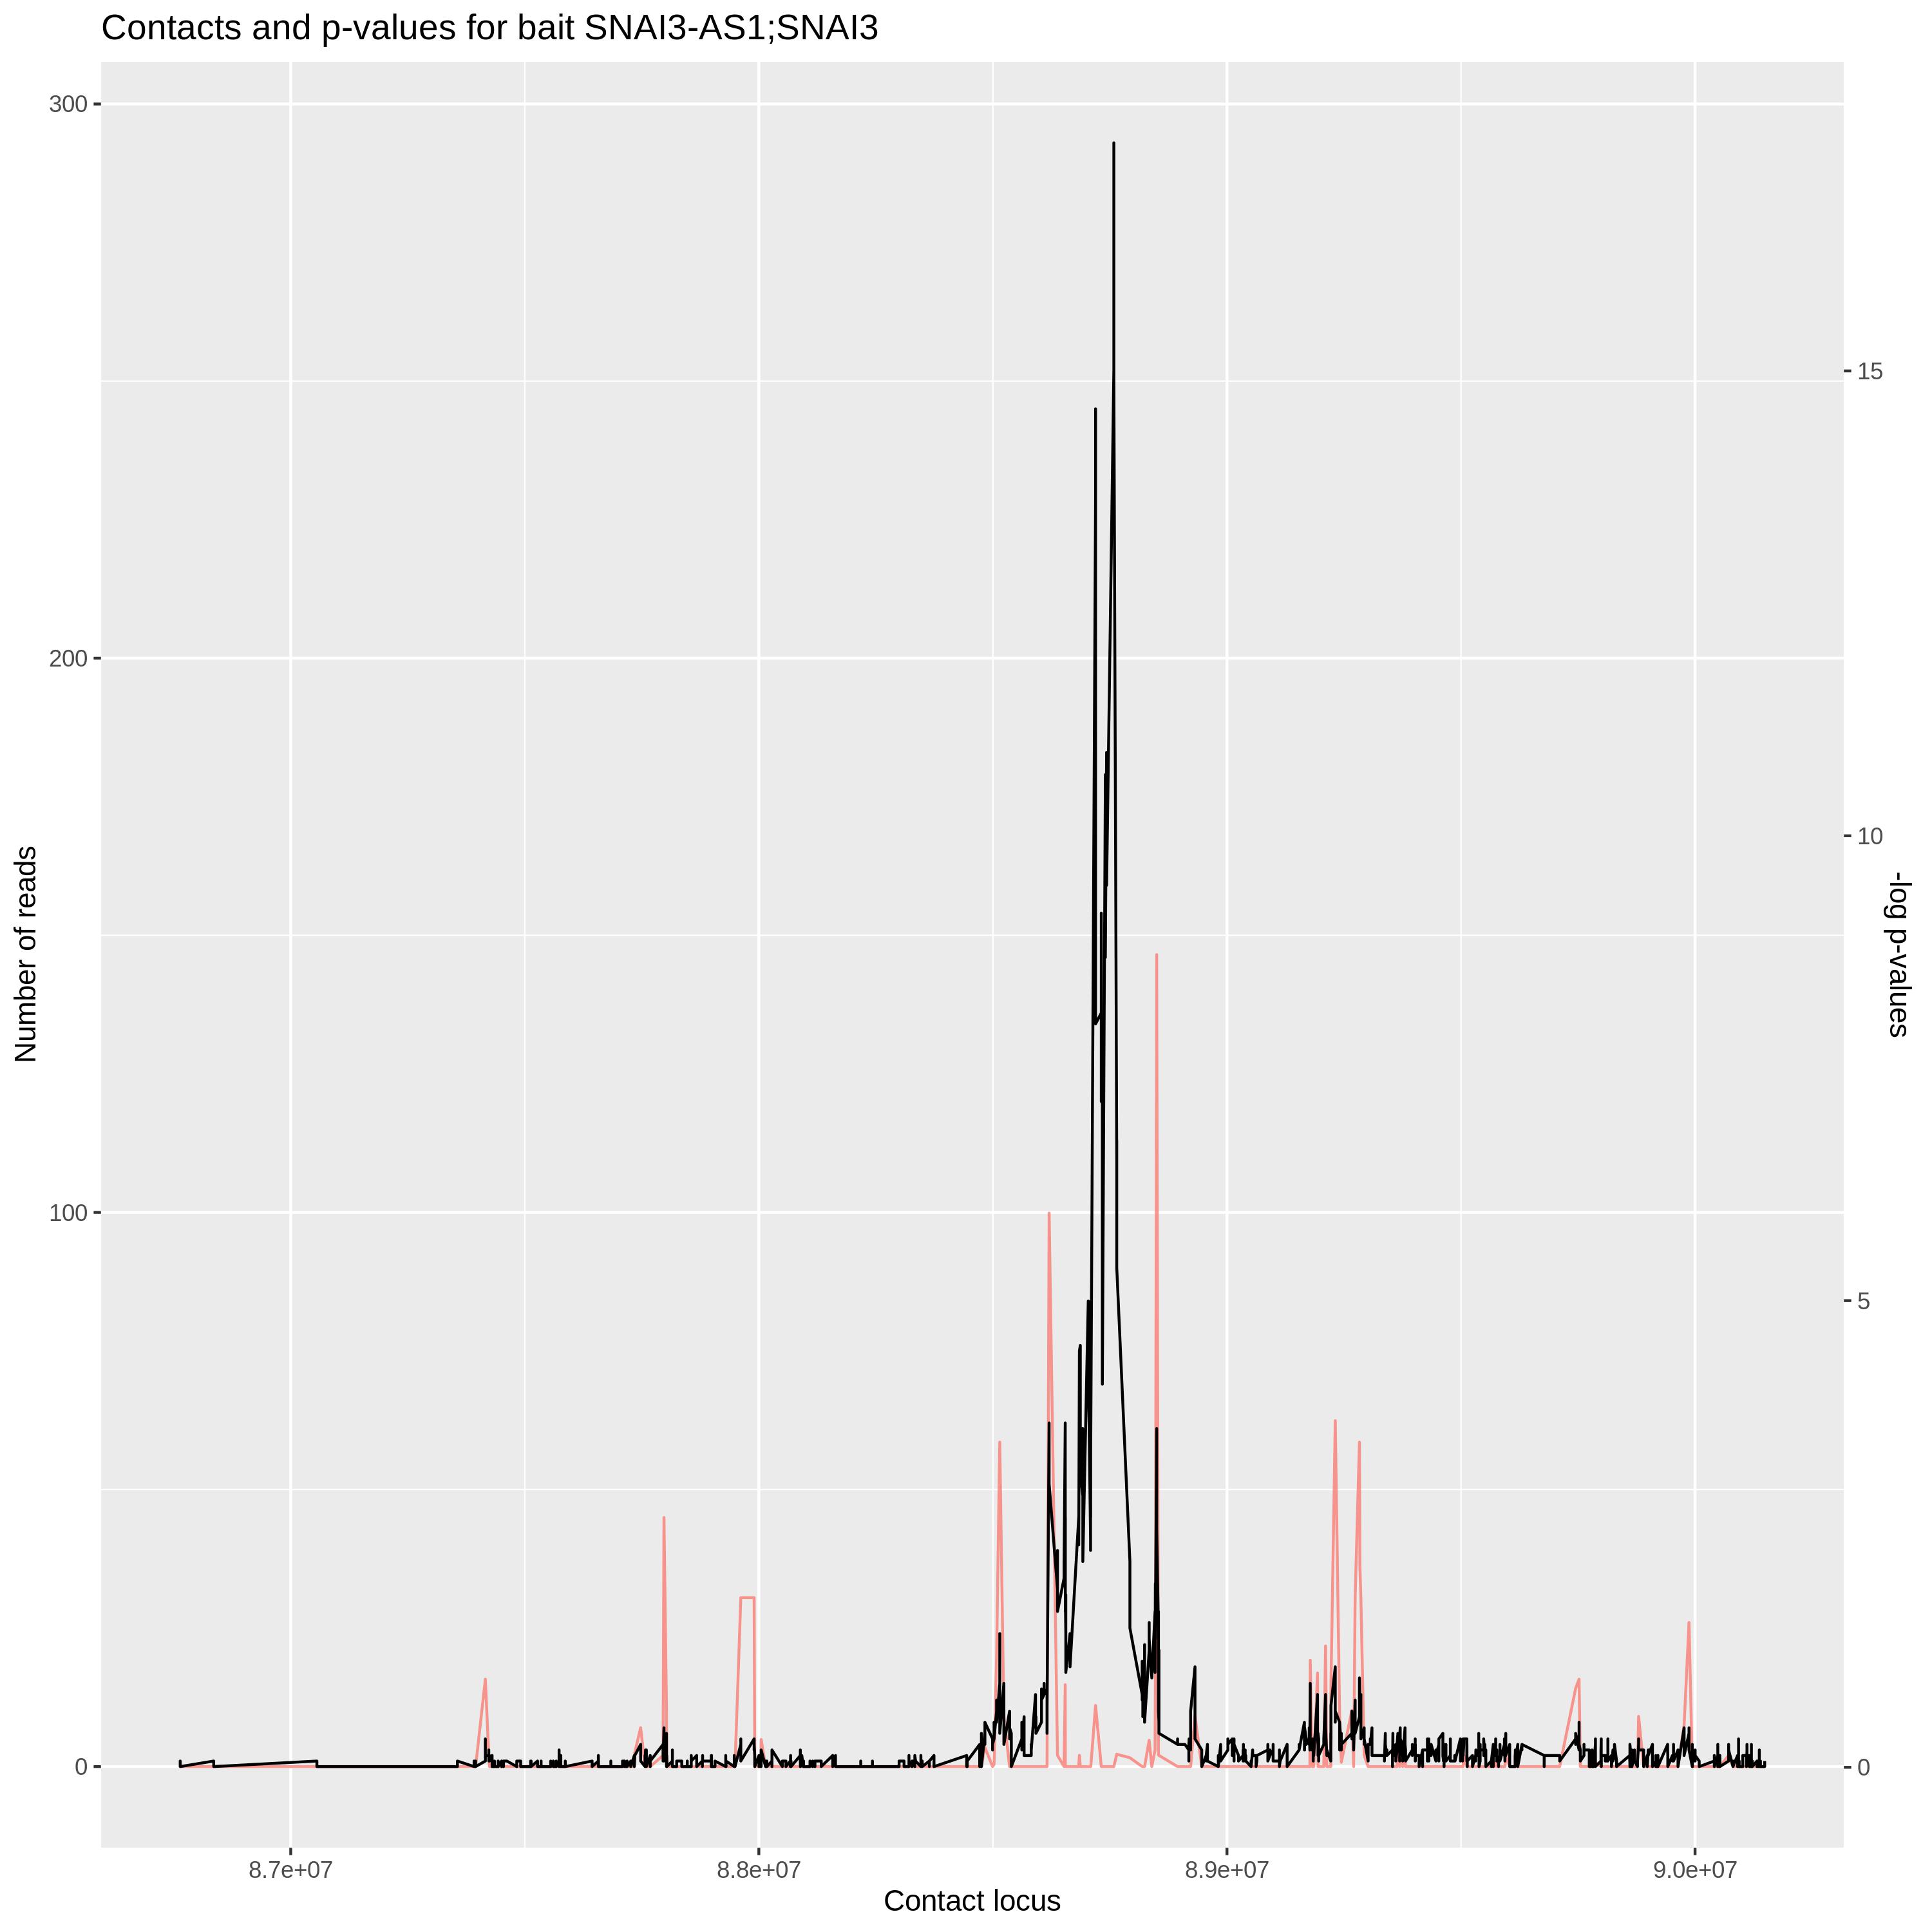 Contacts and p-values for bait SNAI3-AS1;SNAI3
300
200
100
0
Number of reads
15
10
5
0
-log p-values
8.7e+07
8.8e+07
8.9e+07
9.0e+07
Contact locus